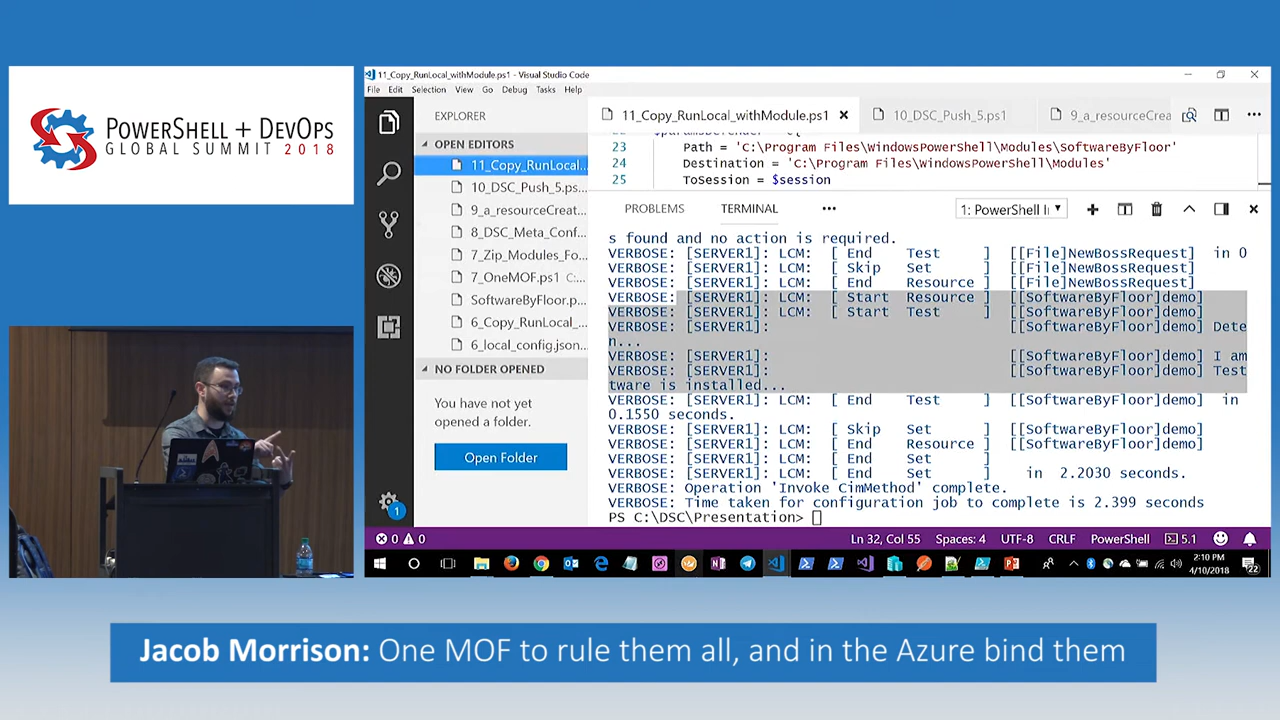 POWERSHELL + DEVOPS
GLOBAL SUMMIT 2018
11_Copy_RunLocal_withModule.ps1 - Visual Studio Code
File Edit Selection View Go Debug Tasks Help
EXPLORER
11_Copy_RunLocal_withModule.ps1
10_DSC_Push_5.ps1
9_a_resourceCrea
OPEN EDITORS
11_Copy_RunLocal...
10_DSC_Push_5.ps...
9_a_resourceCreat...
8_DSC_Meta_Conf...
7_Zip_Modules_Fo...
7_OneMOF.ps1 C:...
SoftwareByFloor.p...
6_Copy_RunLocal_...
6_local_config.json...
NO FOLDER OPENED
You have not yet
opened a folder.
Open Folder
1
23 Path = 'C:\Program Files\WindowsPowerShell\Modules\SoftwareByFloor'
24 Destination = 'C:\Program Files\WindowsPowerShell\Modules'
25 ToSession = $session
PROBLEMS TERMINAL ••• 1: PowerShell I
s found and no action is required.
VERBOSE: [SERVER1]: LCM: [ End Test ] [[File]NewBossRequest] in 0
VERBOSE: [SERVER1]: LCM: [ Skip Set ] [[File]NewBossRequest]
VERBOSE: [SERVER1]: LCM: [ End Resource ] [[File]NewBossRequest]
VERBOSE: [SERVER1]: LCM: [ Start Resource ] [[SoftwareByFloor]demo]
VERBOSE: [SERVER1]: LCM: [ Start Test ] [[SoftwareByFloor]demo]
VERBOSE: [SERVER1]: [[SoftwareByFloor]demo] Dete
n...
VERBOSE: [SERVER1]: [[SoftwareByFloor]demo] I am
VERBOSE: [SERVER1]: [[SoftwareByFloor]demo] Test
tware is installed...
VERBOSE: [SERVER1]: LCM: [ End Test ] [[SoftwareByFloor]demo] in
0.1550 seconds.
VERBOSE: [SERVER1]: LCM: [ Skip Set ] [[SoftwareByFloor]demo]
VERBOSE: [SERVER1]: LCM: [ End Resource ] [[SoftwareByFloor]demo]
VERBOSE: [SERVER1]: LCM: [ End Set ]
VERBOSE: [SERVER1]: LCM: [ End Set ] in 2.2030 seconds.
VERBOSE: Operation 'Invoke CimMethod' complete.
VERBOSE: Time taken for configuration job to complete is 2.399 seconds
PS C:\DSC\Presentation>
0 0 Ln 32, Col 55 Spaces: 4 UTF-8 CRLF PowerShell 5.1
2:10 PM
4/10/2018
22
Jacob Morrison: One MOF to rule them all, and in the Azure bind them